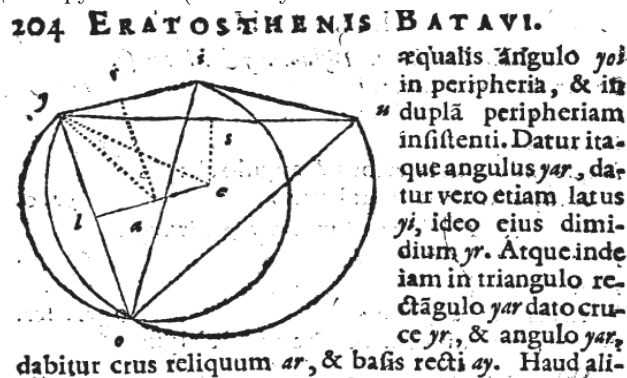 204 ERATOSTHENIS BATAVI.
æqualis angulo yoi
in peripheria, & in
duplã peripheriam
insistenti. Datur ita-
que angulus yar, da-
tur vero etiam latus
yi, ideo eius dimi-
dium yr. Atque inde
iam in triangulo re-
ctãgulo yar dato cru-
ce yr, & angulo yar,
dabitur crus reliquum ar, & basis recti ay. Haud ali-
y
r
i
u
s
e
a
l
o